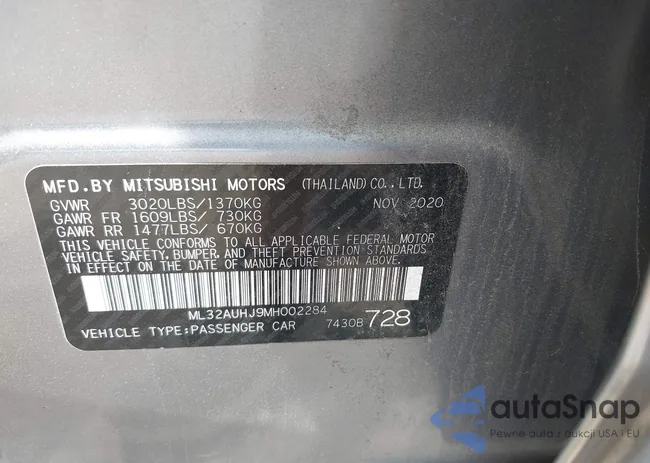 MFD. BY MITSUBISHI MOTORS (THAILAND) CO., LTD.
GVWR 3020LBS/1370KG NOV 2020
GAWR FR 1609LBS/ 730KG
GAWR RR 1477LBS/ 670KG
THIS VEHICLE CONFORMS TO ALL APPLICABLE FEDERAL MOTOR
VEHICLE SAFETY, BUMPER, AND THEFT PREVENTION STANDARDS
IN EFFECT ON THE DATE OF MANUFACTURE SHOWN ABOVE.
ML32AUHJ9MH002284
VEHICLE TYPE:PASSENGER CAR 7430B 728
autaSnap
Pewne auta z aukcji USA i EU